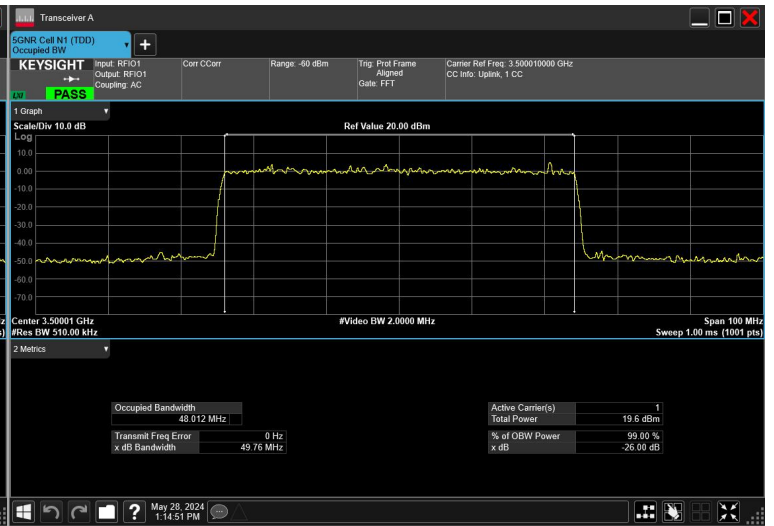 Transceiver A
5GNR Cell N1 (TDD)
Occupied BW
+
KEYSIGHT
LXI
PASS
Input: RFIO1
Output: RFIO1
Coupling: AC
Corr CCorr
Range: -60 dBm
Trig: Prot Frame
Aligned
Gate: FFT
Carrier Ref Freq: 3.500010000 GHz
CC Info: Uplink, 1 CC
1 Graph
Scale/Div 10.0 dB
Ref Value 20.00 dBm
Log
10.0
0.00
-10.0
-20.0
-30.0
-40.0
-50.0
-60.0
-70.0
z
Center 3.50001 GHz
#Video BW 2.0000 MHz
Span 100 MHz
s)
#Res BW 510.00 kHz
Sweep 1.00 ms (1001 pts)
2 Metrics
Occupied Bandwidth
48.012 MHz
Active Carrier(s) 1
Total Power 19.6 dBm
Transmit Freq Error 0 Hz
x dB Bandwidth 49.76 MHz
% of OBW Power 99.00 %
x dB -26.00 dB
?
May 28, 2024
1:14:51 PM